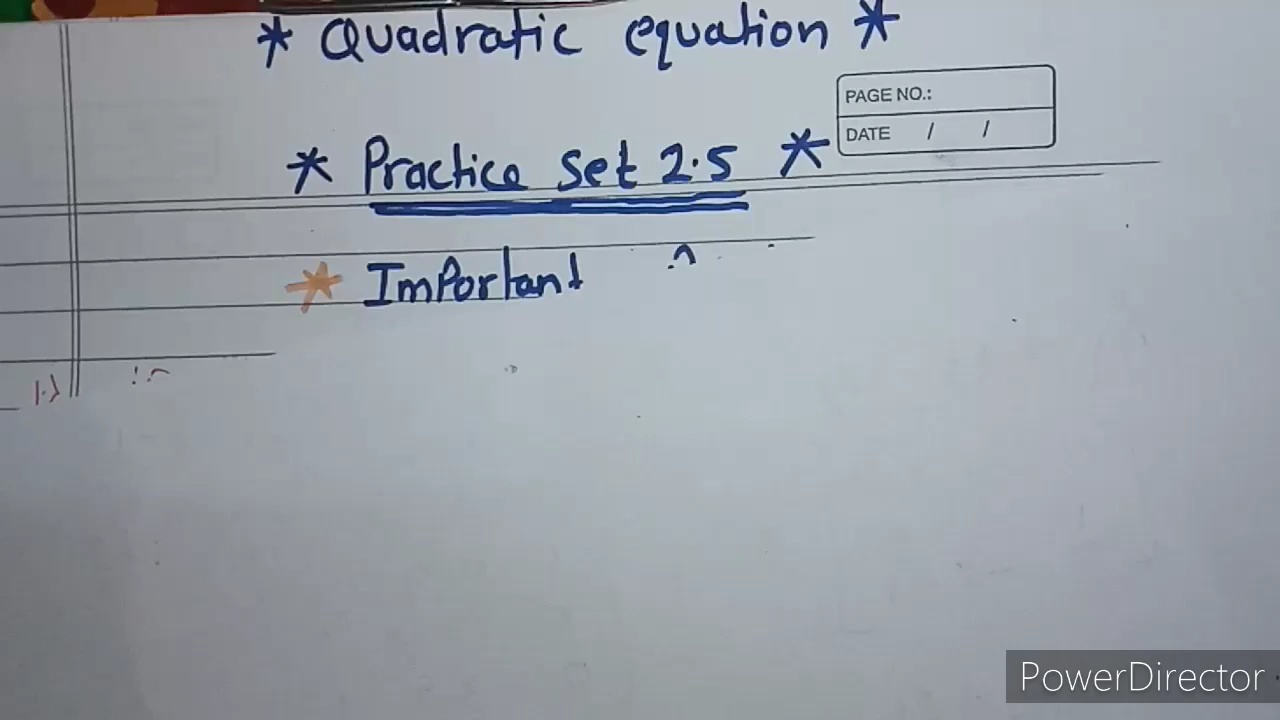 * Quadratic equation *
PAGE NO.:
DATE / /
* Practice set 2.5 *
* Important
PowerDirector